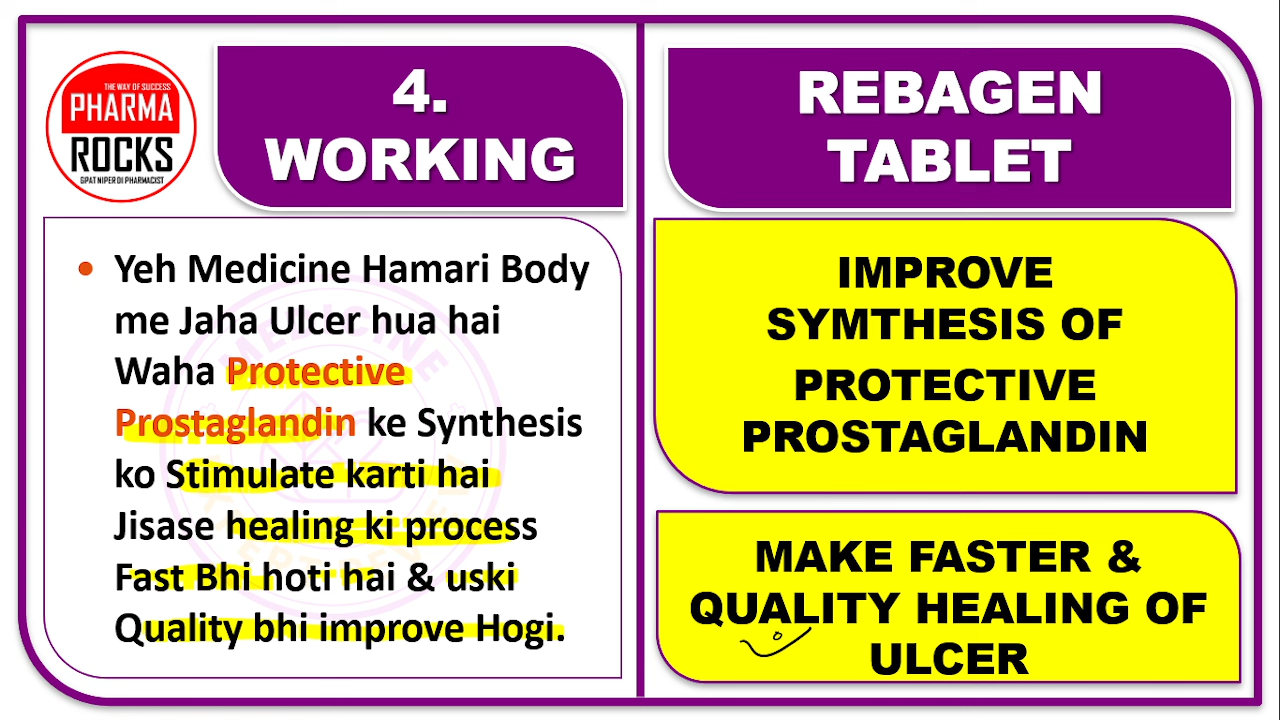 THE WAY OF SUCCESS
PHARMA
ROCKS
GPAT NIPER DI PHARMACIST
4.
WORKING
• Yeh Medicine Hamari Body
me Jaha Ulcer hua hai
Waha Protective
Prostaglandin ke Synthesis
ko Stimulate karti hai
Jisase healing ki process
Fast Bhi hoti hai & uski
Quality bhi improve Hogi.
REBAGEN
TABLET
IMPROVE
SYMTHESIS OF
PROTECTIVE
PROSTAGLANDIN
MAKE FASTER &
QUALITY HEALING OF
ULCER